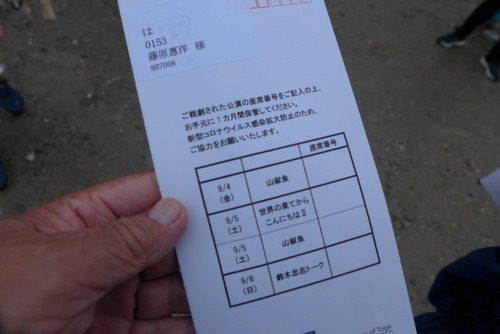 は
0153
藤原惠洋 様
807008
ご観劇された公演の座席番号をご記入の上、
お手元に1カ月間保管してください。
新型コロナウイルス感染拡大防止のため、
ご協力をお願いいたします。
座席番号
9/4
(金)
山椒魚
9/5
(土)
世界の果てから
こんにちはⅡ
9/5
(土)
山椒魚
9/6
(日)
鈴木忠志トーク
of Toga